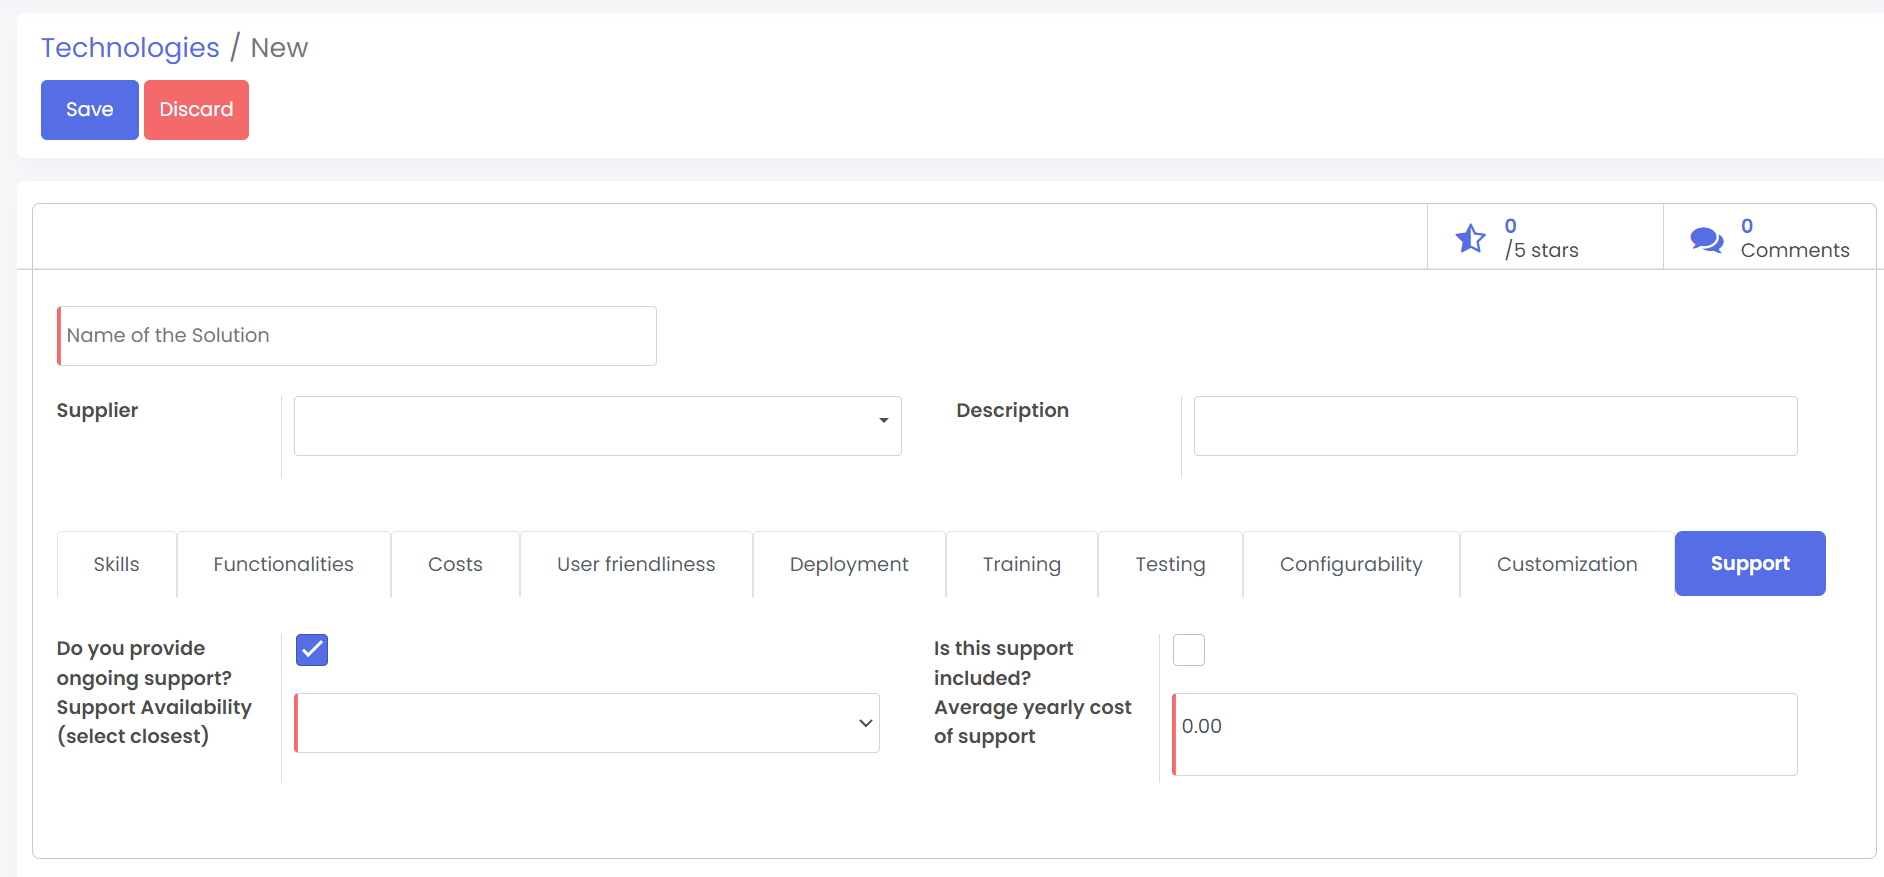 Technologies / New
Save Discard
0
/5 stars
0
Comments
Name of the Solution
Supplier
Description
Skills Functionalities Costs User friendliness Deployment Training Testing Configurability Customization Support
Do you provide
ongoing support?
Is this support
included?
Support Availability
(select closest)
Average yearly cost
of support
0.00